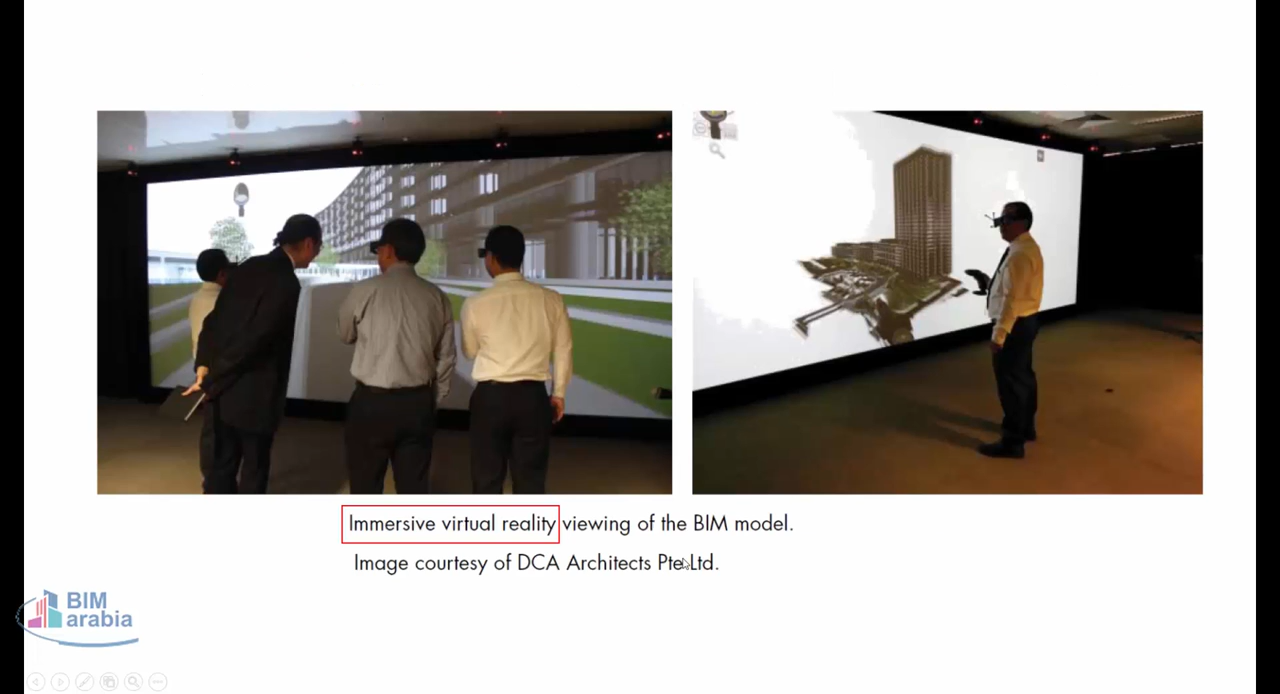 Immersive virtual reality viewing of the BIM model.
Image courtesy of DCA Architects Pte Ltd.
BIM
arabia